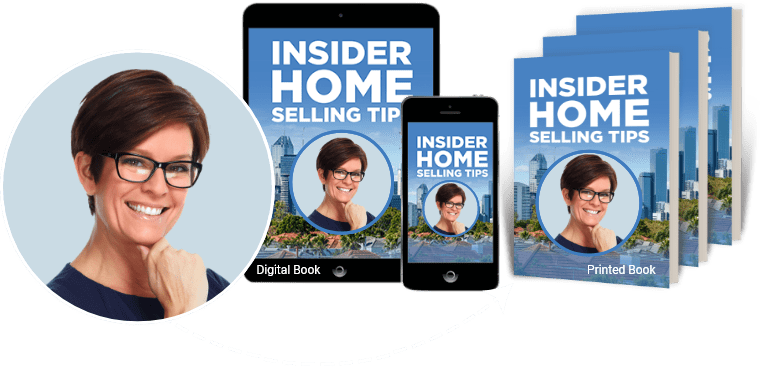 INSIDER
HOME
SELLING TIPS
Digital Book
INSIDER
HOME
SELLING TIPS
INSIDER
HOME
SELLING TIPS
Printed Book